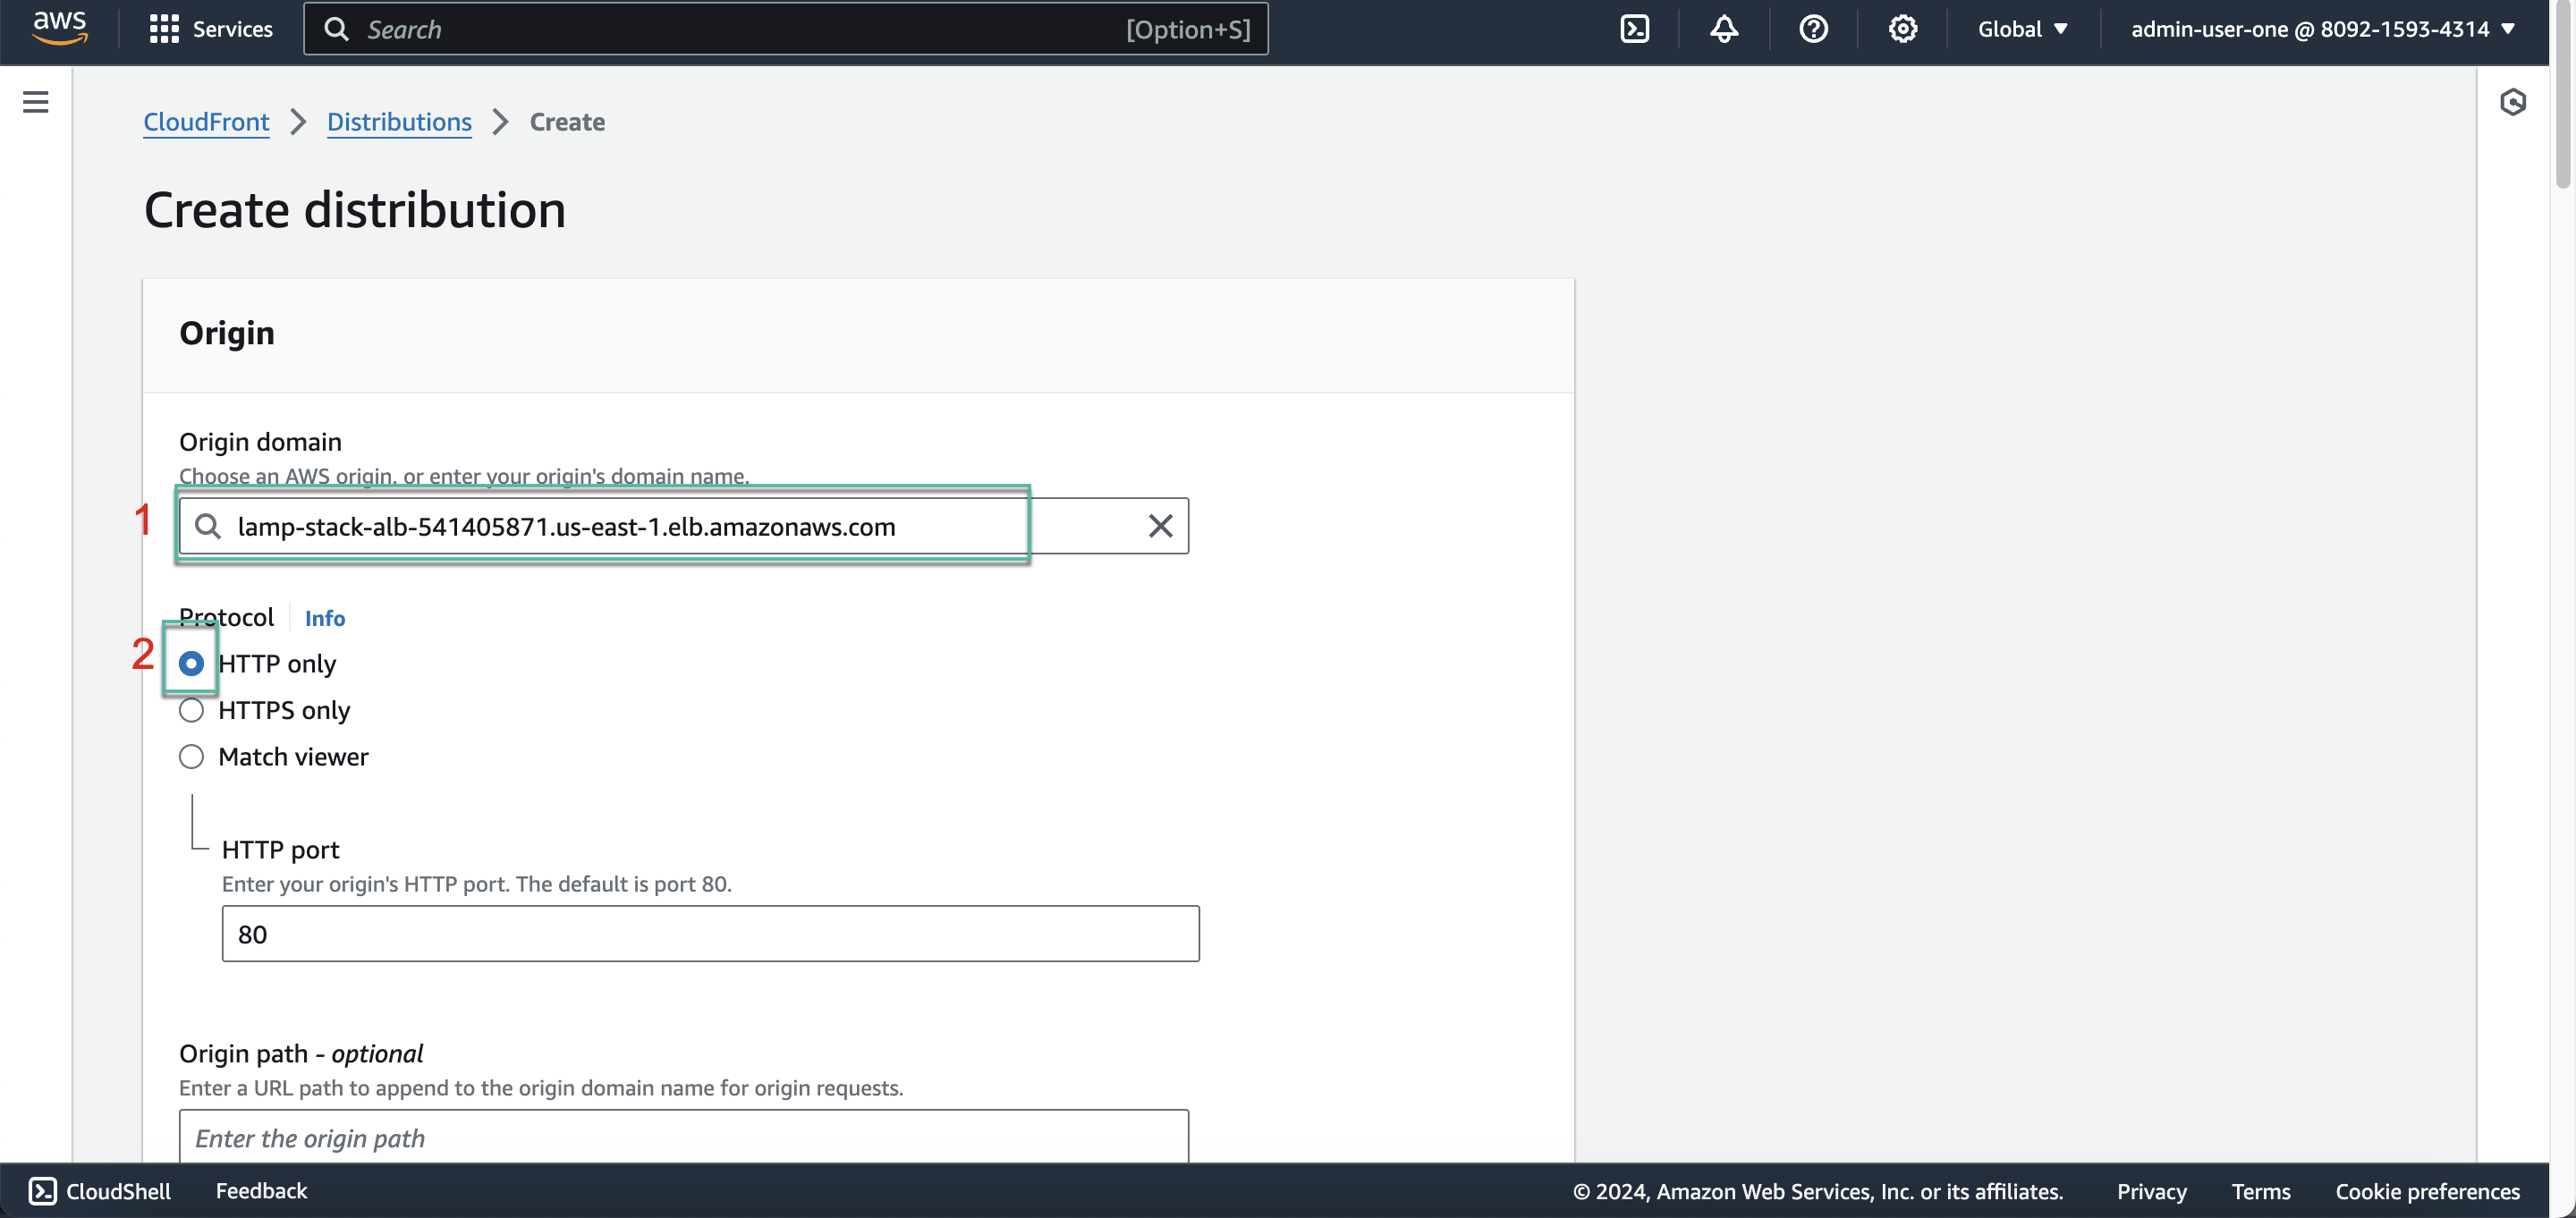 aws
Services
Search
[Option+S]
Global
admin-user-one @ 8092-1593-4314
CloudFront
Distributions
Create
Create distribution
Origin
Origin domain
Choose an AWS origin, or enter your origin's domain name.
1
lamp-stack-alb-541405871.us-east-1.elb.amazonaws.com
Protocol
Info
2
HTTP only
HTTPS only
Match viewer
HTTP port
Enter your origin's HTTP port. The default is port 80.
80
Origin path - optional
Enter a URL path to append to the origin domain name for origin requests.
Enter the origin path
CloudShell
Feedback
© 2024, Amazon Web Services, Inc. or its affiliates.
Privacy
Terms
Cookie preferences